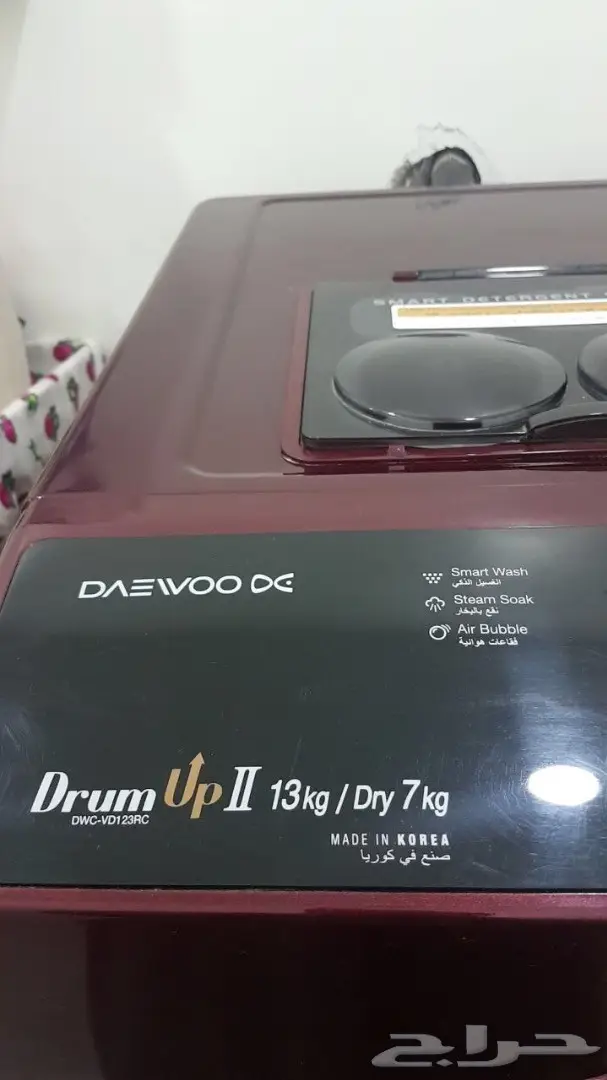 SMART DETERGENT
DAEWOO DE
Smart Wash
الغسيل الذكي
Steam Soak
نقع بالبخار
Air Bubble
فقاعات هوائية
Drum Up II 13kg / Dry 7kg
DWC-VD123RC
MADE IN KOREA
صنع في كوريا
حراج